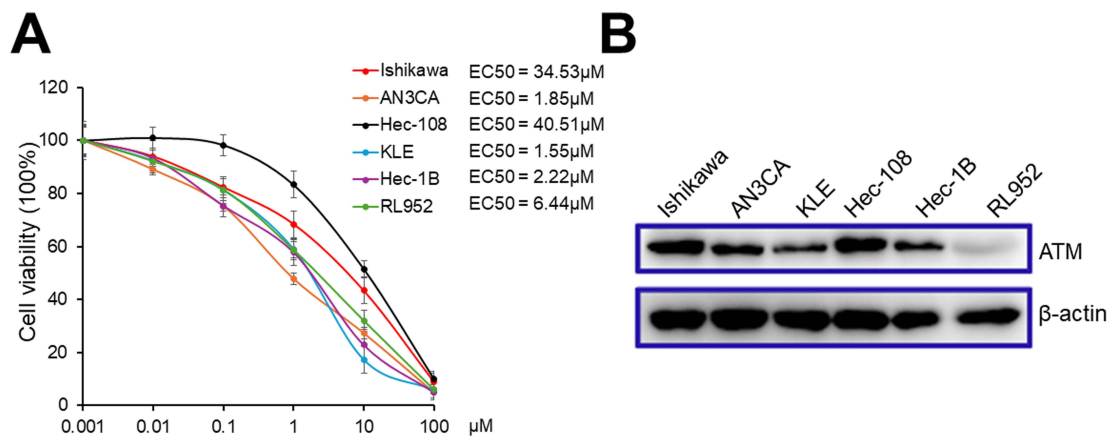 A
B
120
100
80
60
40
20
0
Cell viability (100%)
0.001 0.01 0.1 1 10 100 µM
Ishikawa EC50 = 34.53µM
AN3CA EC50 = 1.85µM
Hec-108 EC50 = 40.51µM
KLE EC50 = 1.55µM
Hec-1B EC50 = 2.22µM
RL952 EC50 = 6.44µM
Ishikawa
AN3CA
KLE
Hec-108
Hec-1B
RL952
ATM
β-actin